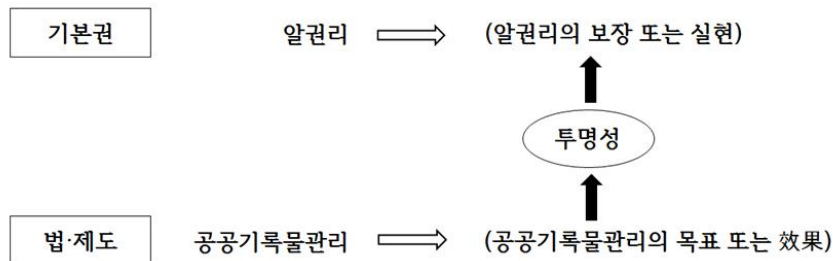 기본권 알권리 (알권리의 보장 또는 실현)
투명성
법·제도 공공기록물관리 (공공기록물관리의 목표 또는 效果)